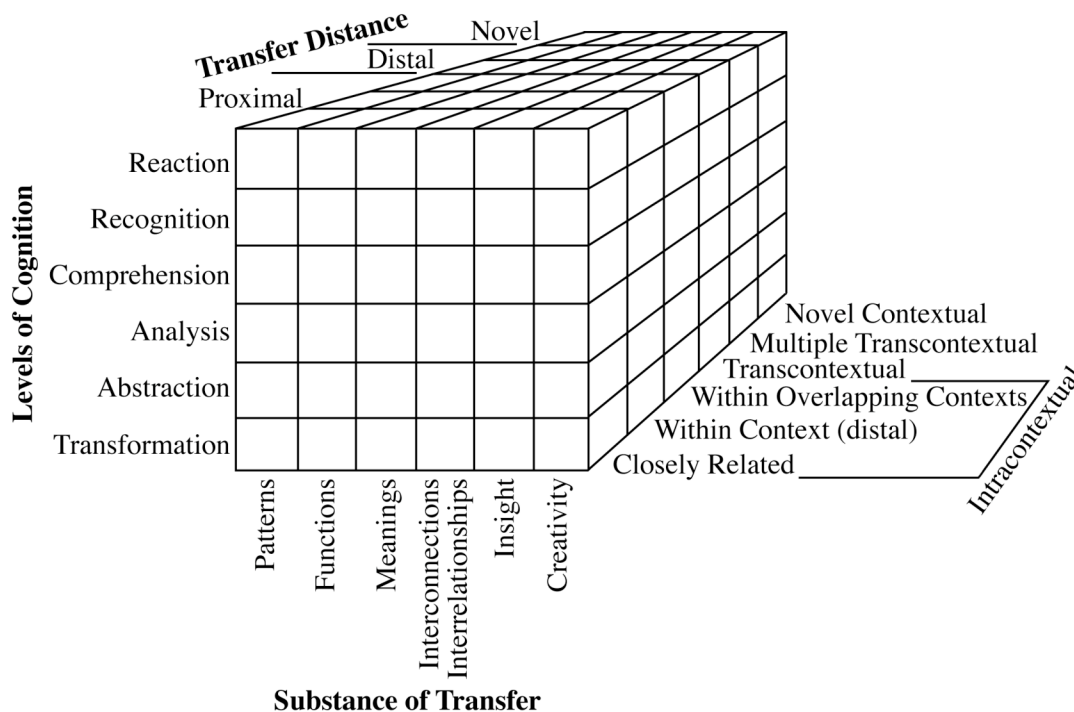 Transfer Distance
Novel
Distal
Proximal
Levels of Cognition
Reaction
Recognition
Comprehension
Analysis
Abstraction
Transformation
Novel Contextual
Multiple Transcontextual
Transcontextual
Within Overlapping Contexts
Within Context (distal)
Closely Related
Intracontextual
Patterns
Functions
Meanings
Interconnections
Interrelationships
Insight
Creativity
Substance of Transfer